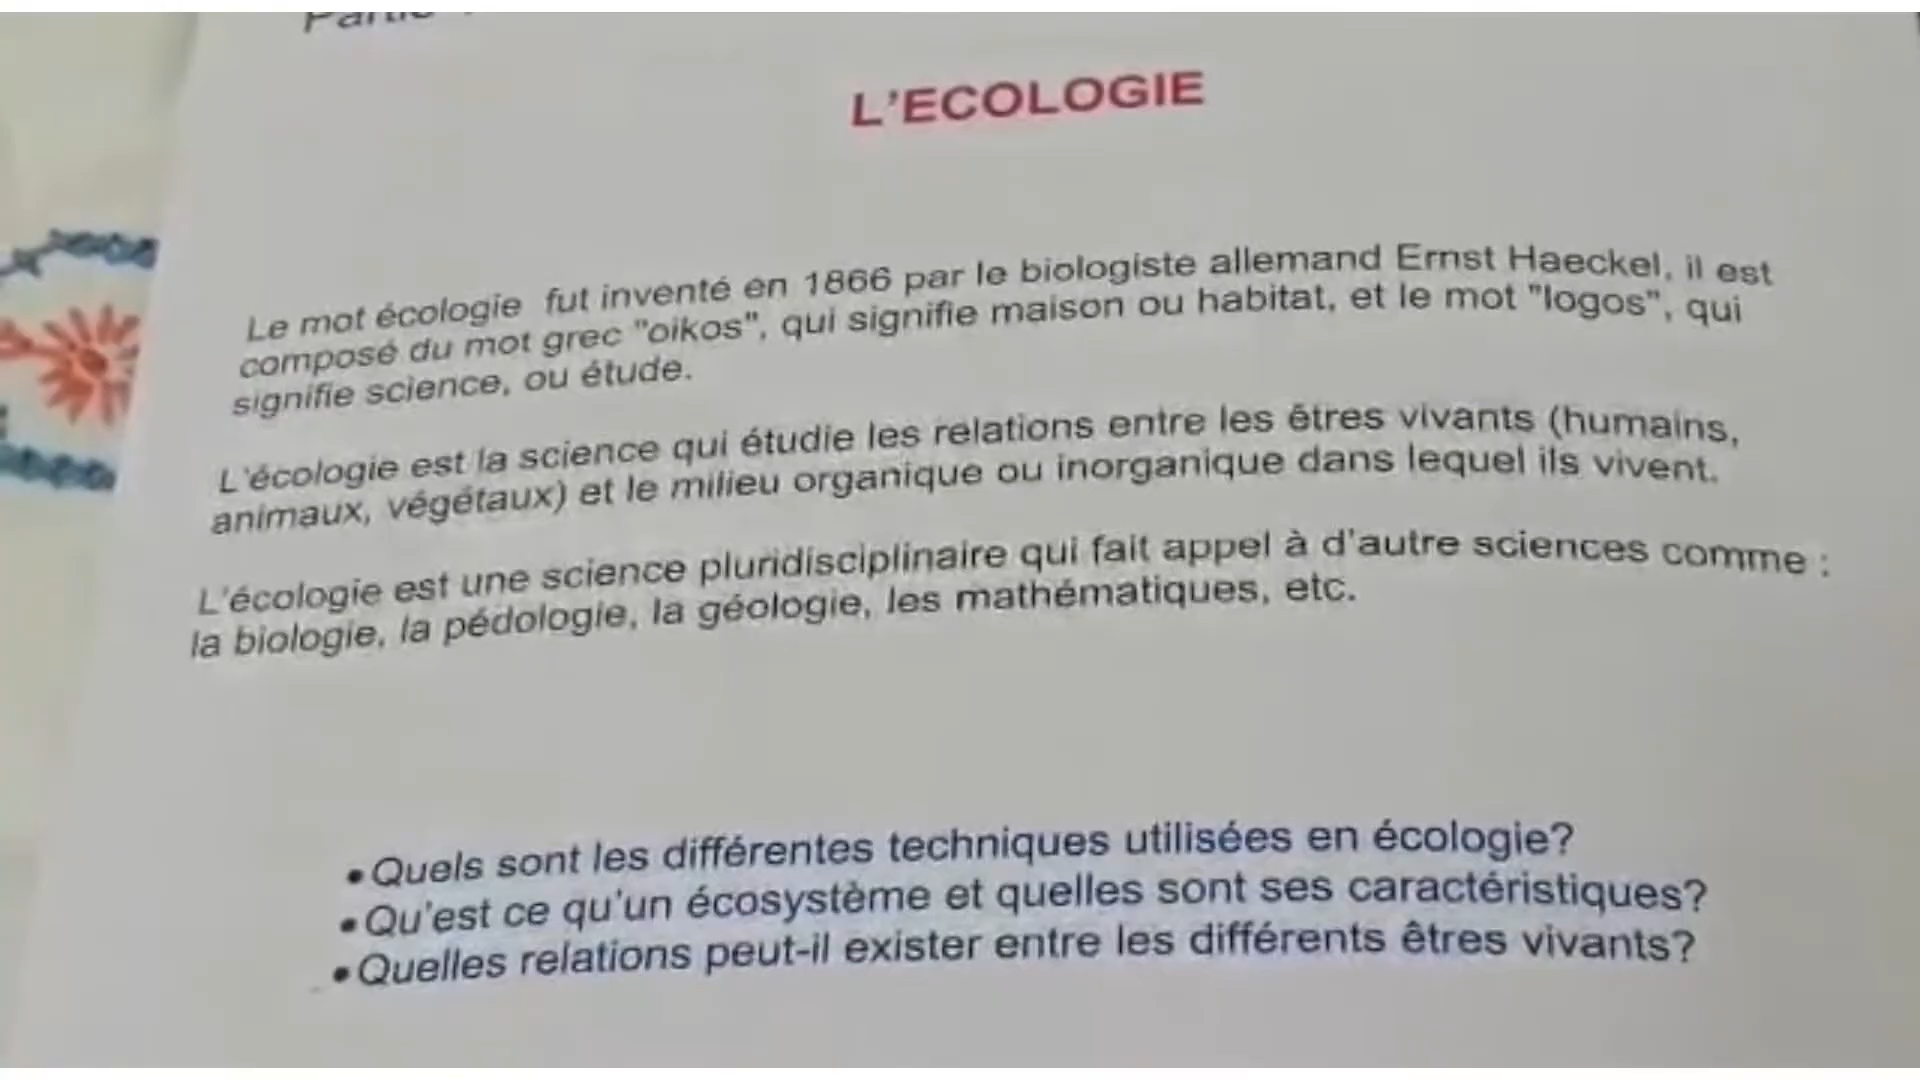 L'ECOLOGIE
Le mot écologie fut inventé en 1866 par le biologiste allemand Ernst Haeckel, il est
composé du mot grec "oikos", qui signifie maison ou habitat, et le mot "logos", qui
signifie science, ou étude.
L'écologie est la science qui étudie les relations entre les êtres vivants (humains,
animaux, végétaux) et le milieu organique ou inorganique dans lequel ils vivent.
L'écologie est une science pluridisciplinaire qui fait appel à d'autre sciences comme :
la biologie, la pédologie, la géologie, les mathématiques, etc.
• Quels sont les différentes techniques utilisées en écologie?
• Qu'est ce qu'un écosystème et quelles sont ses caractéristiques?
• Quelles relations peut-il exister entre les différents êtres vivants?